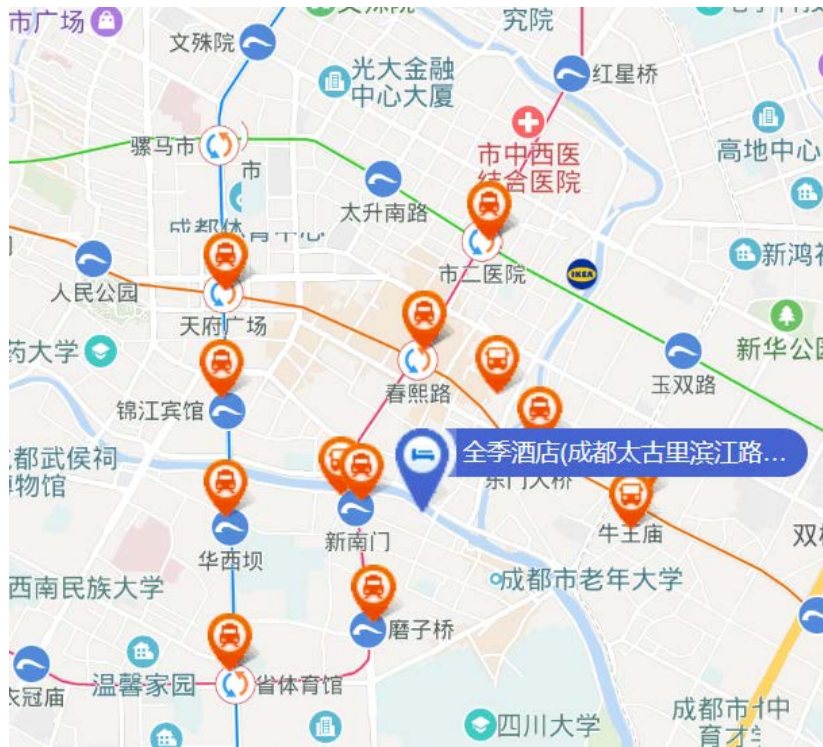 市广场
文殊院
究院
光大金融
中心大厦
红星桥
骡马市
市
市中西医
结合医院
高地中心
太升南路
人民公园
市二医院
IKEA
新鸿
天府广场
药大学
新华公
玉双路
春熙路
锦江宾馆
全季酒店(成都太古里滨江路...
都武侯祠
博物馆
东门大桥
新南门
牛王庙
双
华西坝
西南民族大学
成都市老年大学
磨子桥
衣冠庙
温馨家园
省体育馆
四川大学
成都市
中
育才